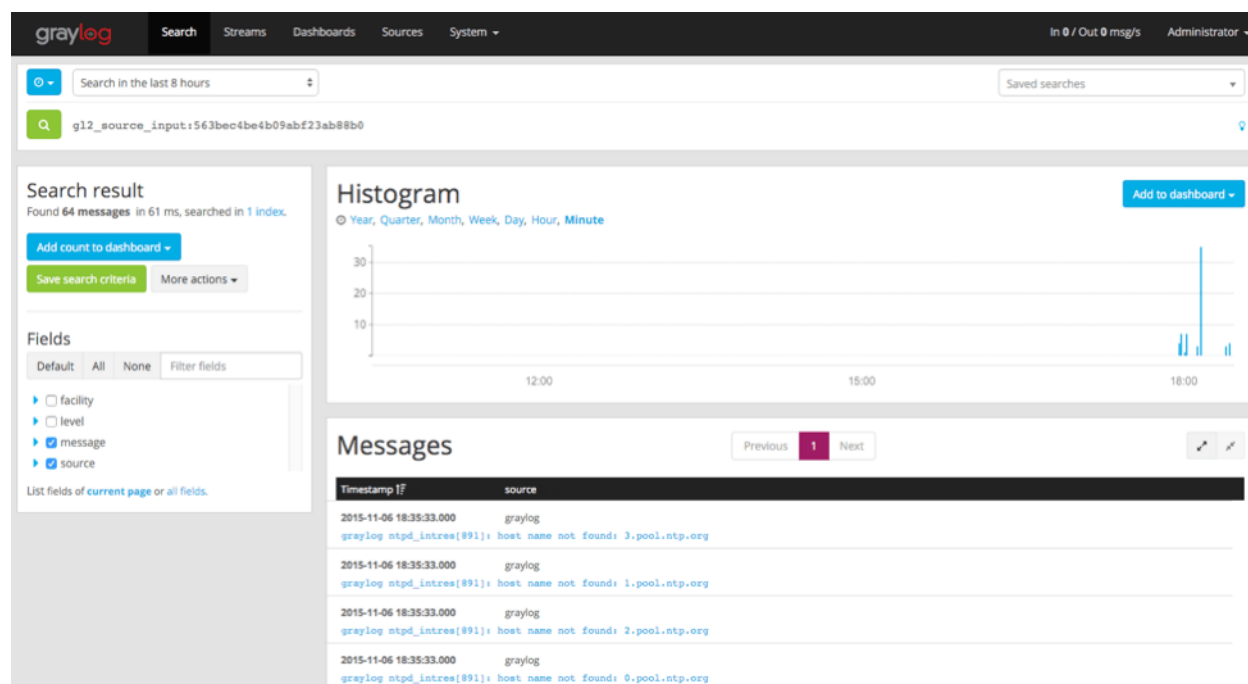 graylog Search Streams Dashboards Sources System In 0 / Out 0 msg/s Administrator
Search in the last 8 hours Saved searches
gl2_source_input:563bec4be4b09abf23ab88b0
Search result
Found 64 messages in 61 ms, searched in 1 index.
Add count to dashboard
Save search criteria More actions
Fields
Default All None Filter fields
facility
level
message
source
List fields of current page or all fields.
Histogram
Add to dashboard
Year, Quarter, Month, Week, Day, Hour, Minute
30
20
10
12:00 15:00 18:00
Messages
Previous 1 Next
Timestamp source
2015-11-06 18:35:33.000 graylog
graylog ntpd_intres[891]: host name not found: 3.pool.ntp.org
2015-11-06 18:35:33.000 graylog
graylog ntpd_intres[891]: host name not found: 1.pool.ntp.org
2015-11-06 18:35:33.000 graylog
graylog ntpd_intres[891]: host name not found: 2.pool.ntp.org
2015-11-06 18:35:33.000 graylog
graylog ntpd_intres[891]: host name not found: 0.pool.ntp.org